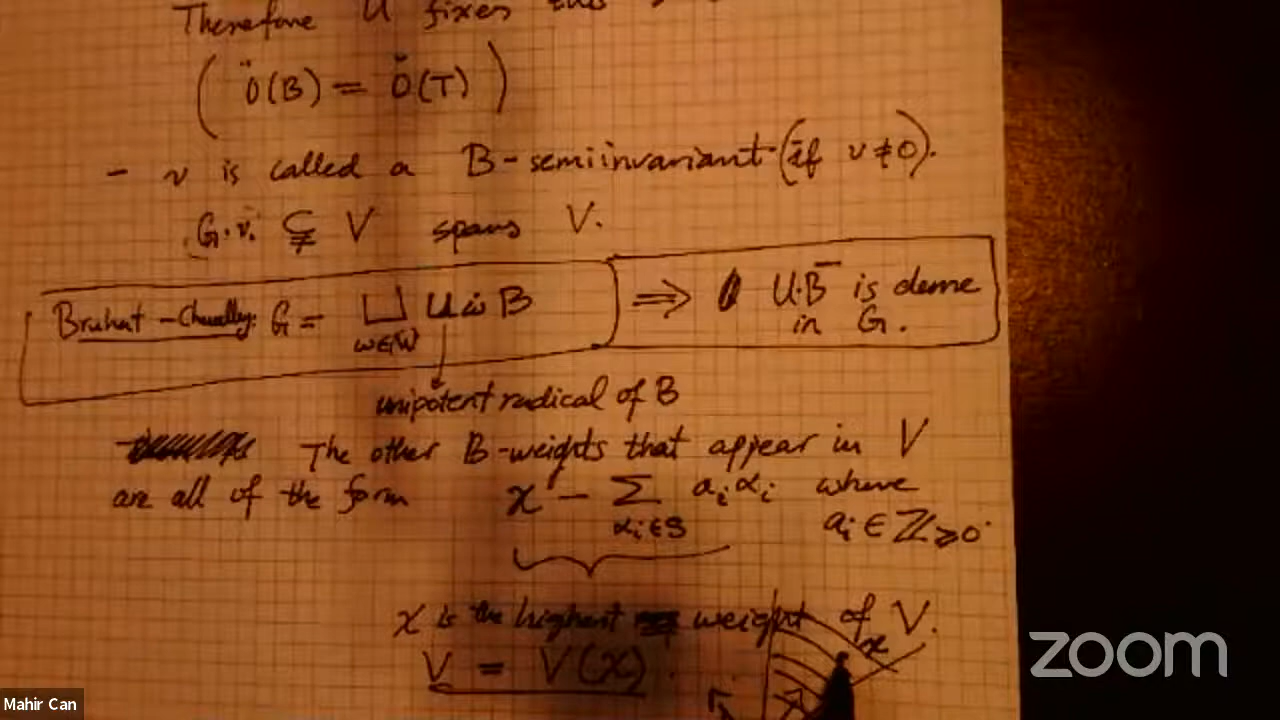 Therefore U fixes
( Ö(B) = Ö(T) )
- v is called a B-semiinvariant (if v≠0).
G·v ⊊ V spans V.
Bruhat-Chevalley: G = ⊔ U ẇ B ⟹ U·B⁻ is dense
w∈W in G.
unipotent radical of B
The other B-weights that appear in V
are all of the form χ - Σ aᵢαᵢ where
αᵢ∈S aᵢ ∈ ℤ≥0.
χ is the highest weight of V.
χ
V = V(χ).
zoom
Mahir Can